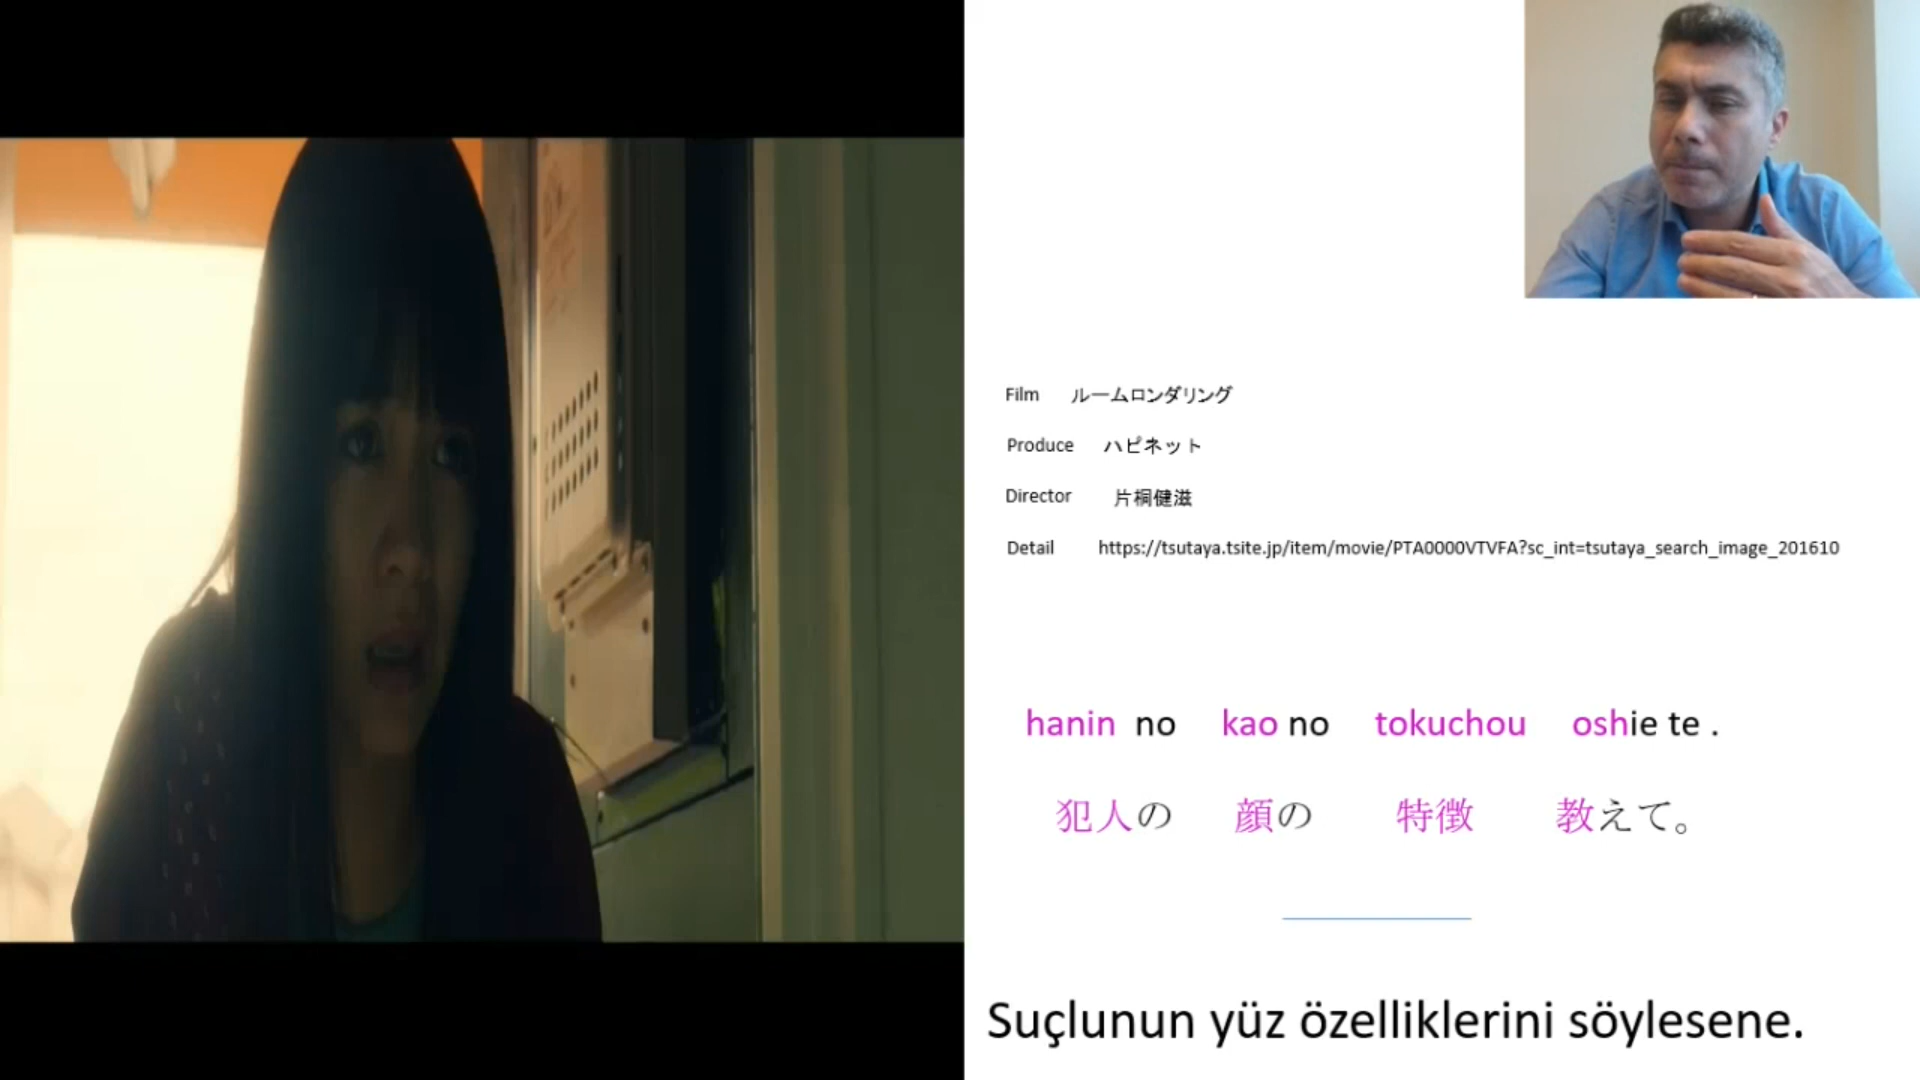 Film ルームロンダリング
Produce ハピネット
Director 片桐健滋
Detail https://tsutaya.tsite.jp/item/movie/PTA0000VTVFA?sc_int=tsutaya_search_image_201610
hanin no kao no tokuchou oshie te .
犯人の 顔の 特徴 教えて。
Suçlunun yüz özelliklerini söylesene.